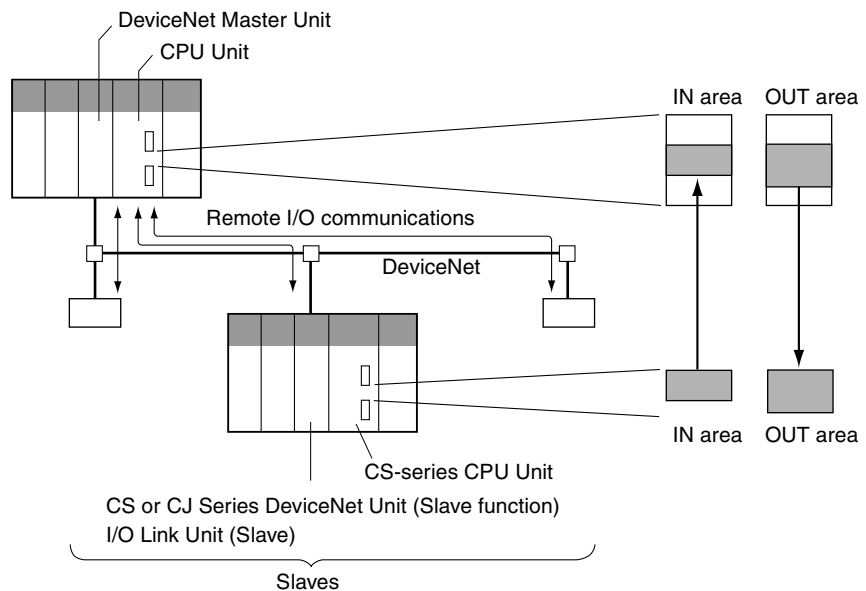 DeviceNet Master Unit
CPU Unit
IN area
OUT area
Remote I/O communications
DeviceNet
IN area
OUT area
CS-series CPU Unit
CS or CJ Series DeviceNet Unit (Slave function)
I/O Link Unit (Slave)
Slaves